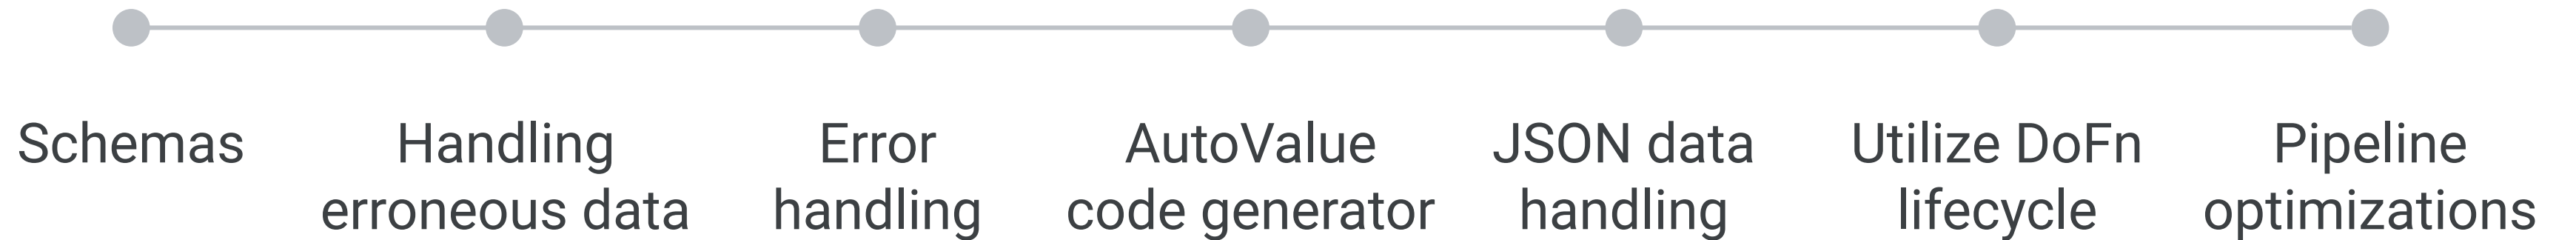 Schemas
Handling
erroneous data
Error
handling
AutoValue
code generator
JSON data
handling
Utilize DoFn
lifecycle
Pipeline
optimizations